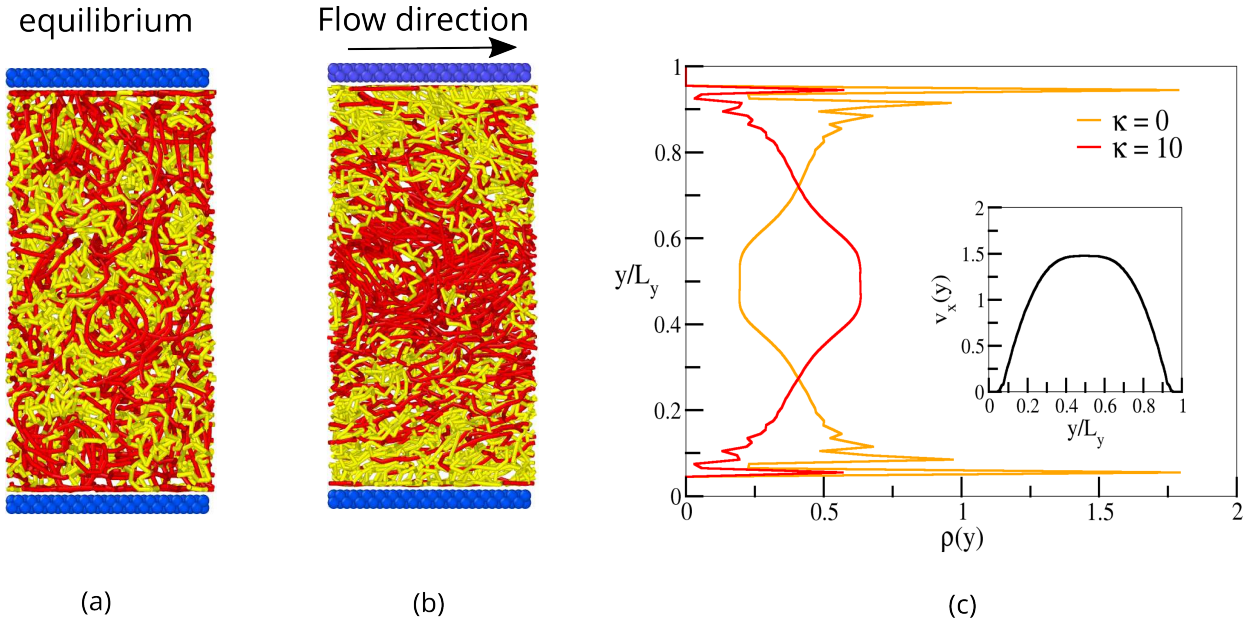 equilibrium
Flow direction
1
0.8
0.6
y/L_y
0.4
0.2
0
0 0.5 1 1.5 2
ρ(y)
κ = 0
κ = 10
2
1.5
1
0.5
0
v_x(y)
0 0.2 0.4 0.6 0.8 1
y/L_y
(a) (b) (c)